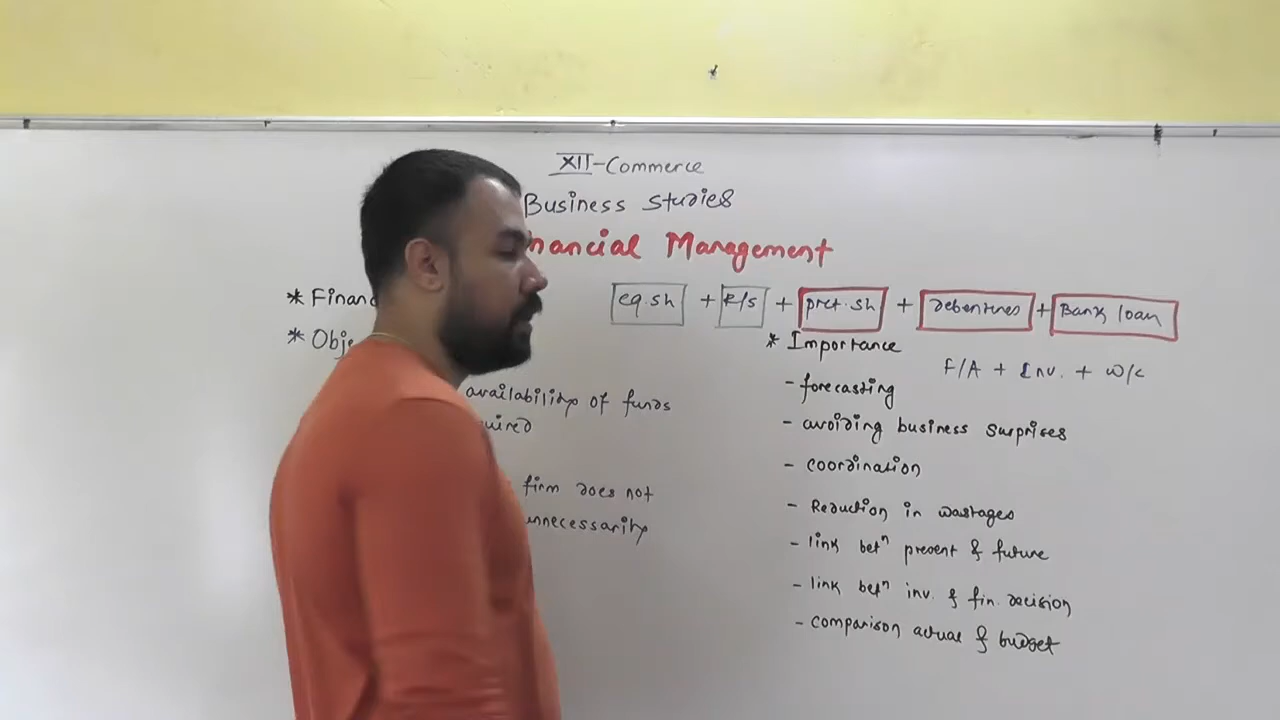 XII-Commerce
Business Studies
nancial Management
* Financ
eq.sh + R/s + pref.sh + Debentures + Bank loan
* Obje
availability of funds
uired
firm does not
unnecessarily
* Importance
F/A + Inv. + W/C
- forecasting
- avoiding business surprises
- coordination
- Reduction in wastages
- link betⁿ present & future
- link betⁿ inv. & fin. decision
- comparison actual & budget